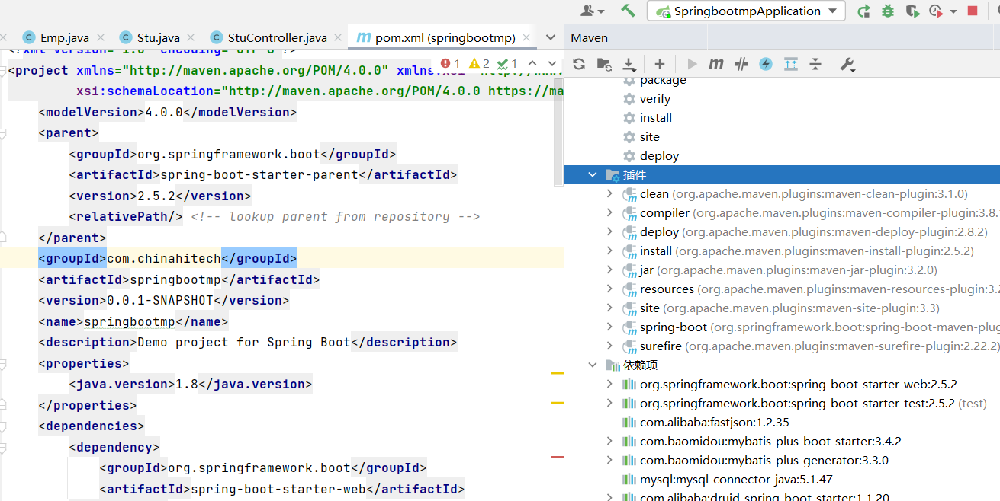 SpringbootmpApplication
Emp.java
Stu.java
StuController.java
pom.xml (springbootmp)
Maven
1 2 1
<project xmlns="http://maven.apache.org/POM/4.0.0"
xsi:schemaLocation="http://maven.apache.org/POM/4.0.0 https://ma
<modelVersion>4.0.0</modelVersion>
<parent>
<groupId>org.springframework.boot</groupId>
<artifactId>spring-boot-starter-parent</artifactId>
<version>2.5.2</version>
<relativePath/> <!-- lookup parent from repository -->
</parent>
<groupId>com.chinahitech</groupId>
<artifactId>springbootmp</artifactId>
<version>0.0.1-SNAPSHOT</version>
<name>springbootmp</name>
<description>Demo project for Spring Boot</description>
<properties>
<java.version>1.8</java.version>
</properties>
<dependencies>
<dependency>
<groupId>org.springframework.boot</groupId>
<artifactId>spring-boot-starter-web</artifactId>
package
verify
install
site
deploy
插件
clean (org.apache.maven.plugins:maven-clean-plugin:3.1.0)
compiler (org.apache.maven.plugins:maven-compiler-plugin:3.8.
deploy (org.apache.maven.plugins:maven-deploy-plugin:2.8.2)
install (org.apache.maven.plugins:maven-install-plugin:2.5.2)
jar (org.apache.maven.plugins:maven-jar-plugin:3.2.0)
resources (org.apache.maven.plugins:maven-resources-plugin:3.2
site (org.apache.maven.plugins:maven-site-plugin:3.3)
spring-boot (org.springframework.boot:spring-boot-maven-plug
surefire (org.apache.maven.plugins:maven-surefire-plugin:2.22.2)
依赖项
org.springframework.boot:spring-boot-starter-web:2.5.2
org.springframework.boot:spring-boot-starter-test:2.5.2 (test)
com.alibaba:fastjson:1.2.35
com.baomidou:mybatis-plus-boot-starter:3.4.2
com.baomidou:mybatis-plus-generator:3.3.0
mysql:mysql-connector-java:5.1.47
com.alibaba:druid-spring-boot-starter:1.1.20